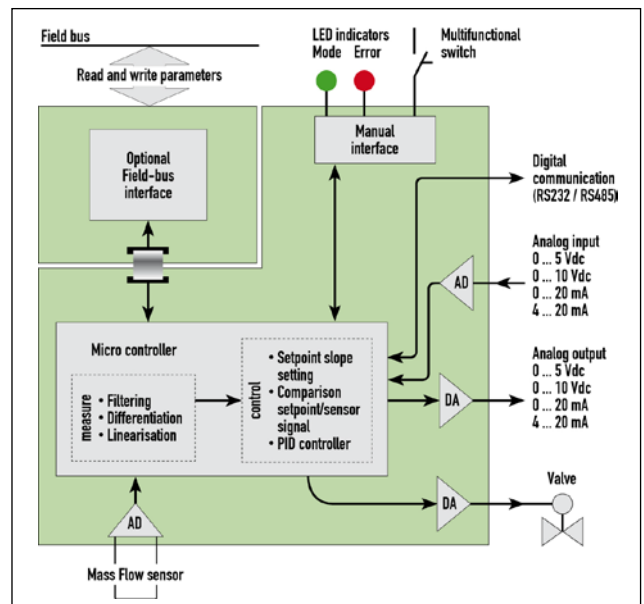 Field bus
Read and write parameters
LED indicators
Mode Error
Multifunctional
switch
Manual
interface
Optional
Field-bus
interface
Digital
communication
(RS232 / RS485)
Analog input
0 ... 5 Vdc
0 ... 10 Vdc
0 ... 20 mA
4 ... 20 mA
AD
Micro controller
measure
• Filtering
• Differentiation
• Linearisation
control
• Setpoint slope
setting
• Comparison
setpoint/sensor
signal
• PID controller
Analog output
0 ... 5 Vdc
0 ... 10 Vdc
0 ... 20 mA
4 ... 20 mA
DA
Valve
DA
AD
Mass Flow sensor